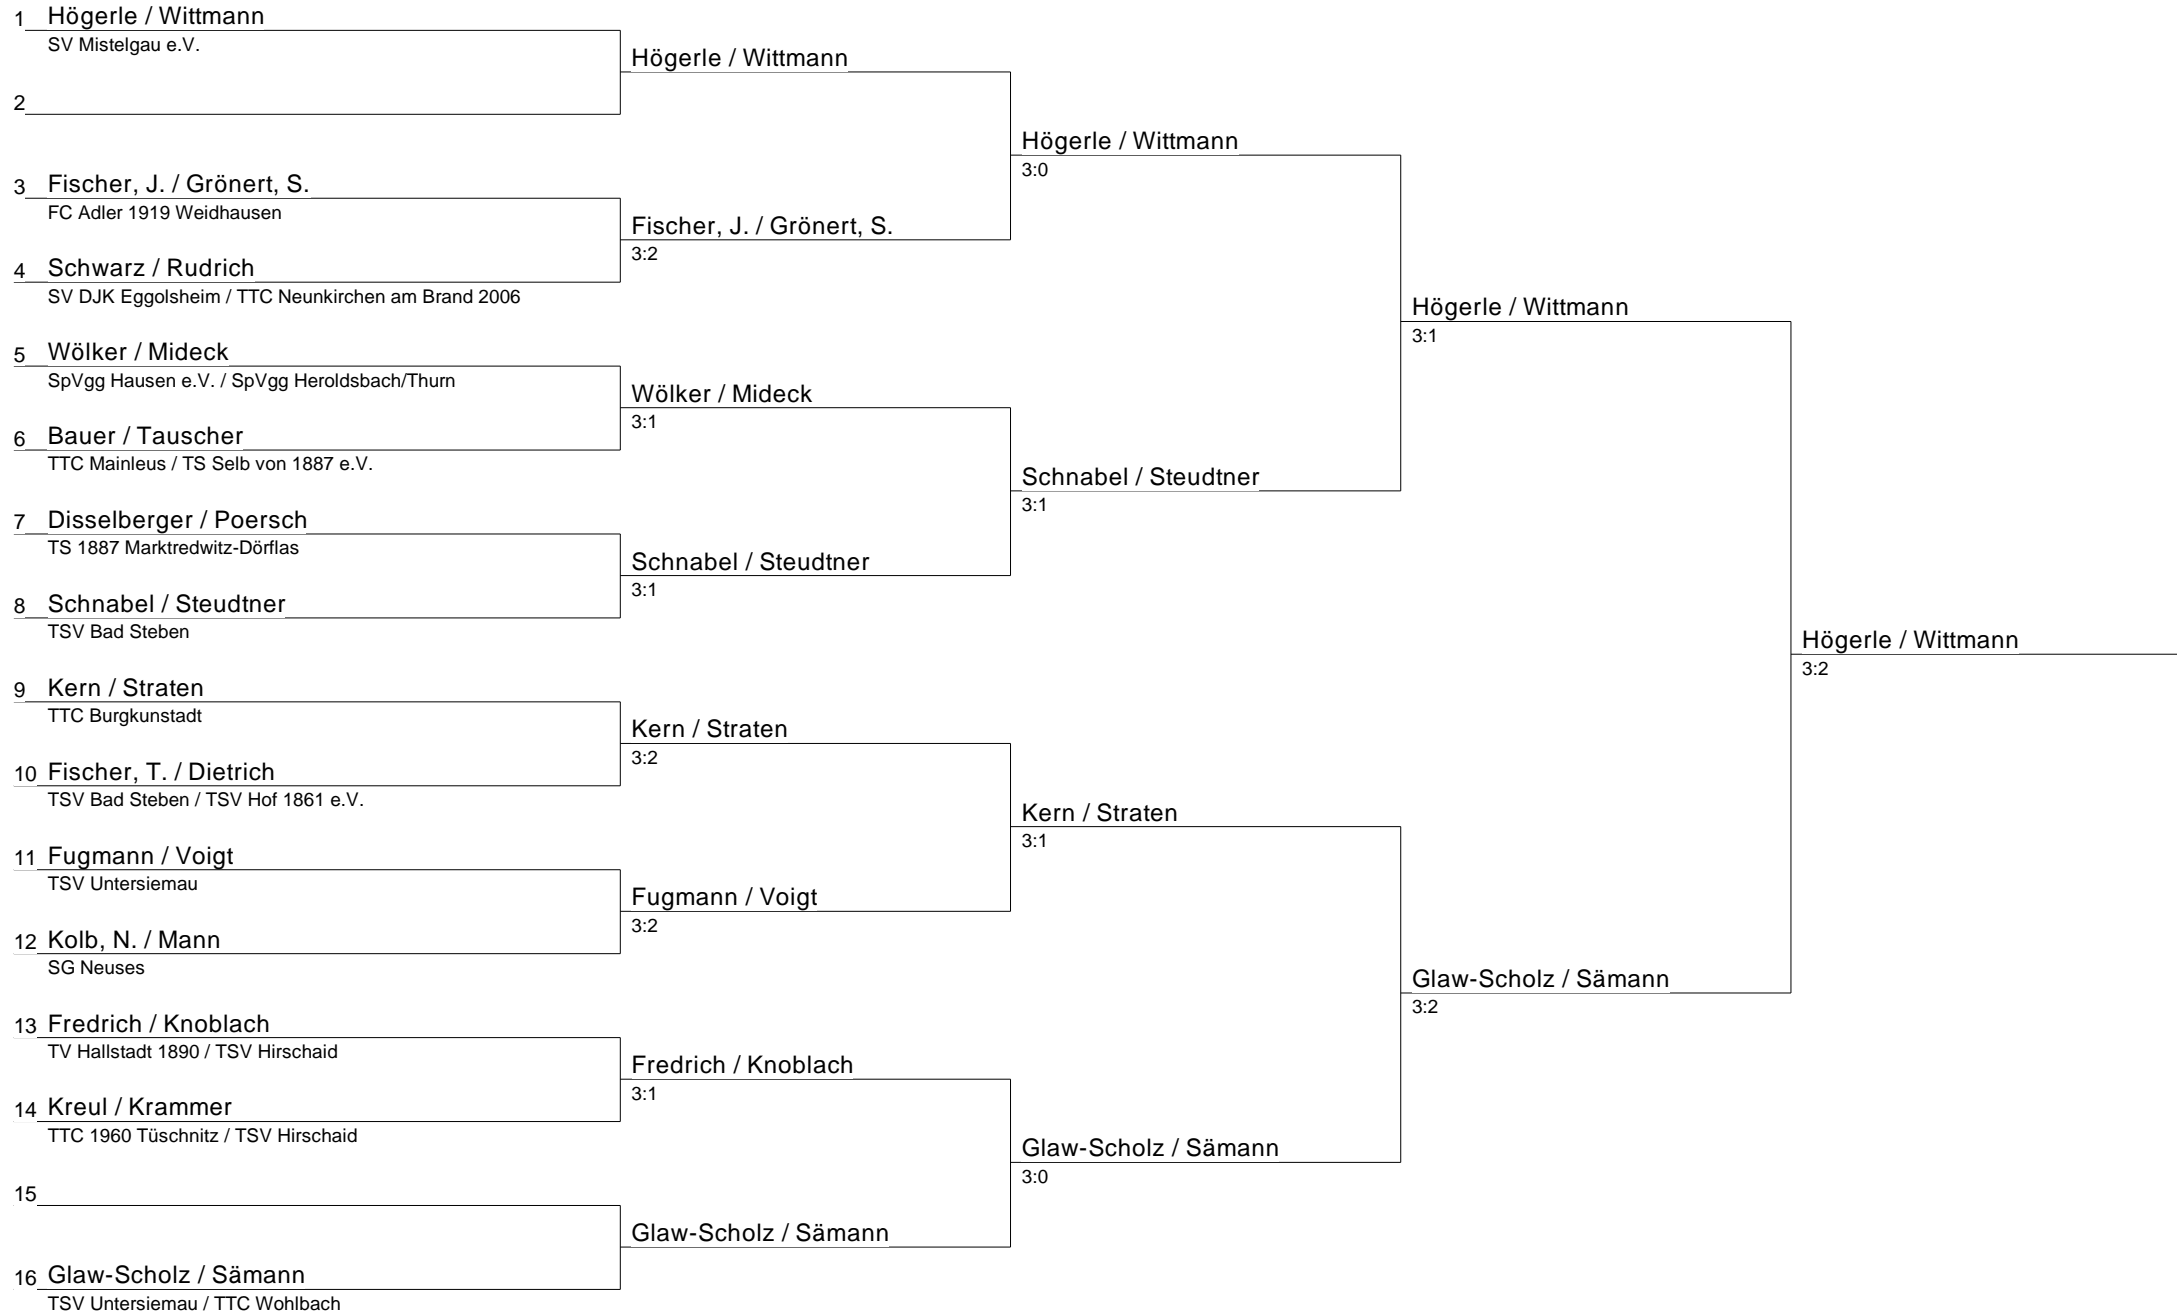 1 Högerle / Wittmann
SV Mistelgau e.V.
2
3 Fischer, J. / Grönert, S.
FC Adler 1919 Weidhausen
4 Schwarz / Rudrich
SV DJK Eggolsheim / TTC Neunkirchen am Brand 2006
5 Wölker / Mideck
SpVgg Hausen e.V. / SpVgg Heroldsbach/Thurn
6 Bauer / Tauscher
TTC Mainleus / TS Selb von 1887 e.V.
7 Disselberger / Poersch
TS 1887 Marktredwitz-Dörflas
8 Schnabel / Steudtner
TSV Bad Steben
9 Kern / Straten
TTC Burgkunstadt
10 Fischer, T. / Dietrich
TSV Bad Steben / TSV Hof 1861 e.V.
11 Fugmann / Voigt
TSV Untersiemau
12 Kolb, N. / Mann
SG Neuses
13 Fredrich / Knoblach
TV Hallstadt 1890 / TSV Hirschaid
14 Kreul / Krammer
TTC 1960 Tüschnitz / TSV Hirschaid
15
16 Glaw-Scholz / Sämann
TSV Untersiemau / TTC Wohlbach
Högerle / Wittmann
Fischer, J. / Grönert, S.
3:2
Wölker / Mideck
3:1
Schnabel / Steudtner
3:1
Kern / Straten
3:2
Fugmann / Voigt
3:2
Fredrich / Knoblach
3:1
Glaw-Scholz / Sämann
Högerle / Wittmann
3:0
Schnabel / Steudtner
3:1
Kern / Straten
3:1
Glaw-Scholz / Sämann
3:0
Högerle / Wittmann
3:1
Glaw-Scholz / Sämann
3:2
Högerle / Wittmann
3:2